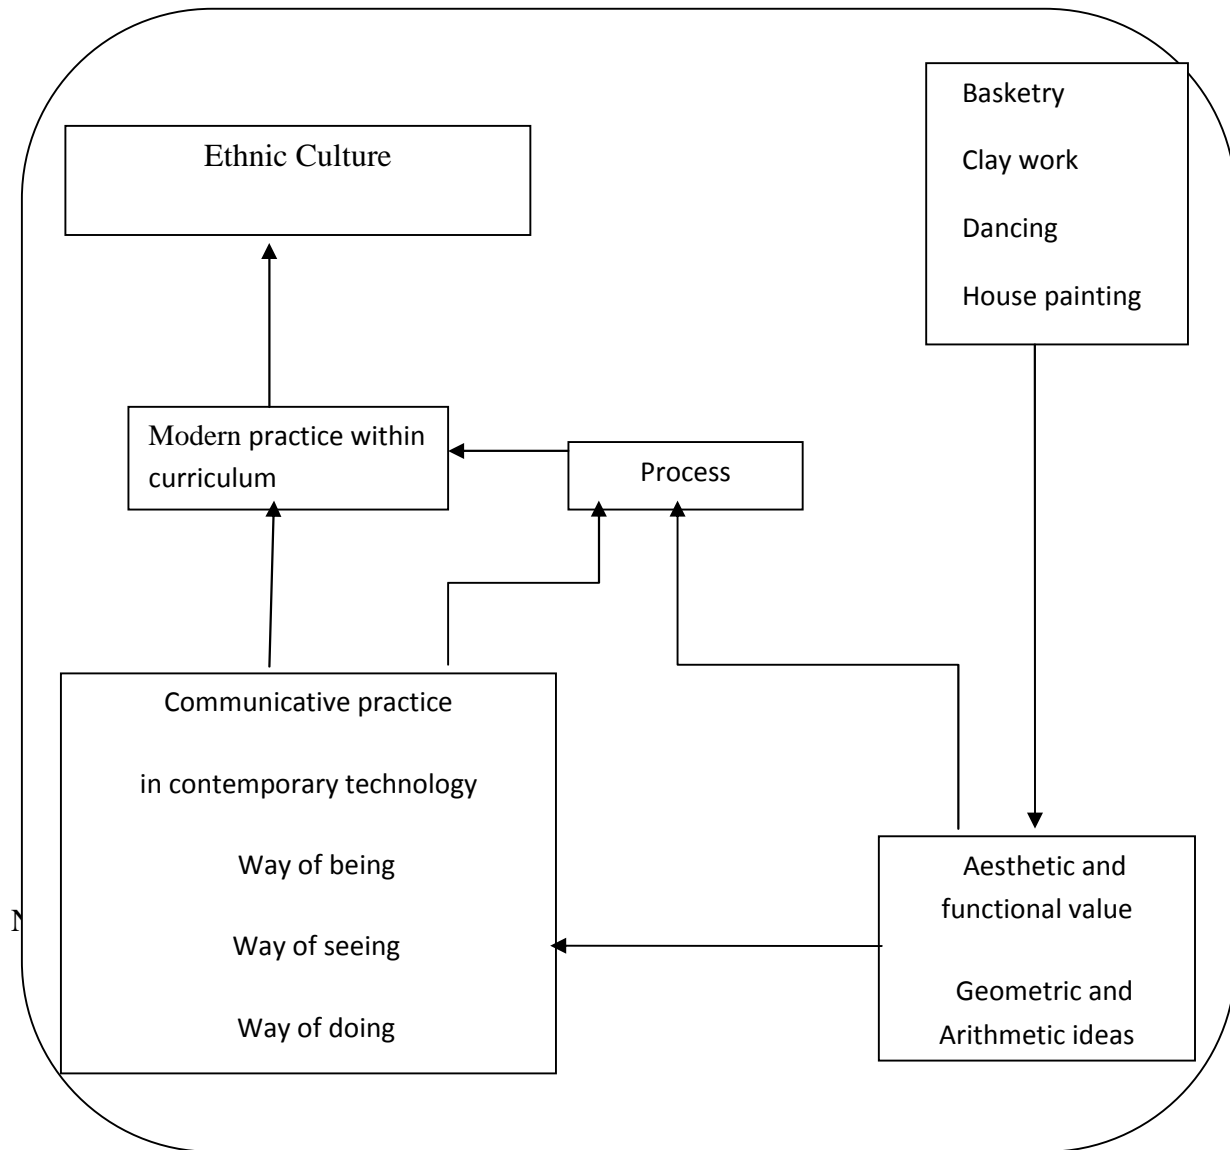 Ethnic Culture
Basketry
Clay work
Dancing
House painting
Modern practice within
curriculum
Process
Communicative practice
in contemporary technology
Way of being
Way of seeing
Way of doing
Aesthetic and
functional value
Geometric and
Arithmetic ideas